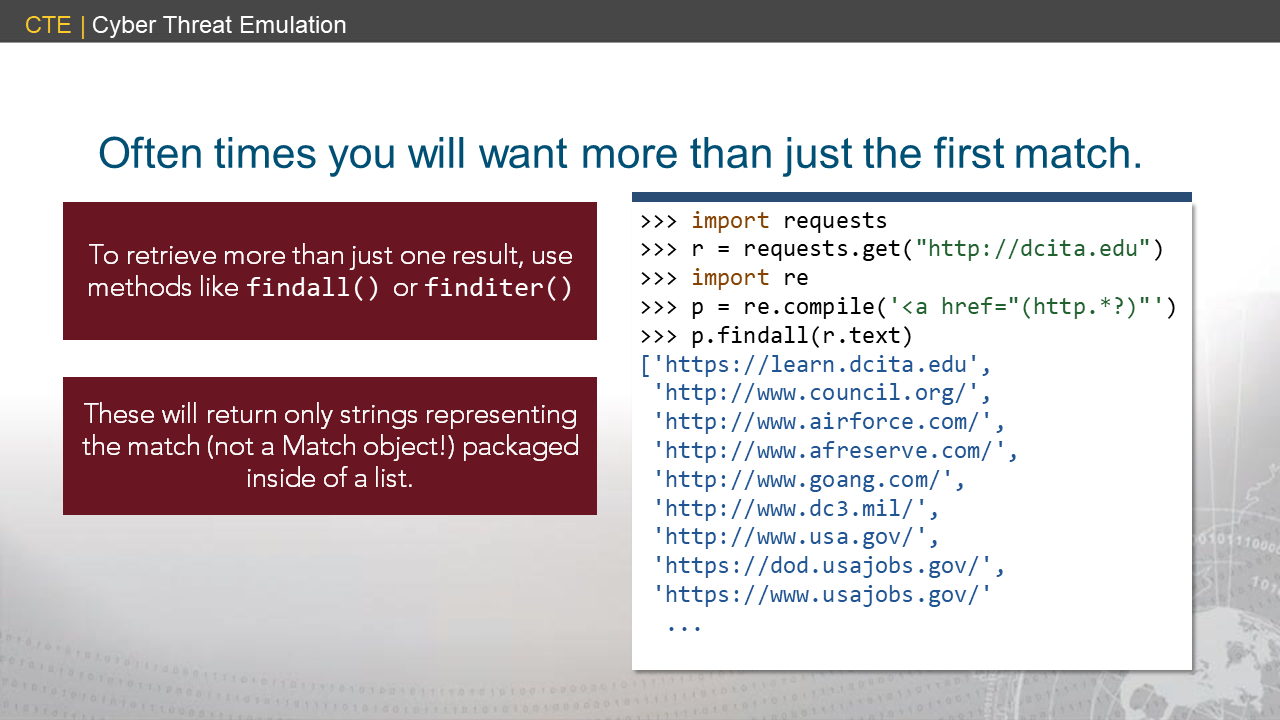 CTE | Cyber Threat Emulation
Often times you will want more than just the first match.
To retrieve more than just one result, use
methods like findall() or finditer()
These will return only strings representing
the match (not a Match object!) packaged
inside of a list.
>>> import requests
>>> r = requests.get("http://dcita.edu")
>>> import re
>>> p = re.compile('<a href="(http.*?)"')
>>> p.findall(r.text)
['https://learn.dcita.edu',
 'http://www.council.org/',
 'http://www.airforce.com/',
 'http://www.afreserve.com/',
 'http://www.goang.com/',
 'http://www.dc3.mil/',
 'http://www.usa.gov/',
 'https://dod.usajobs.gov/',
 'https://www.usajobs.gov/'
  ...